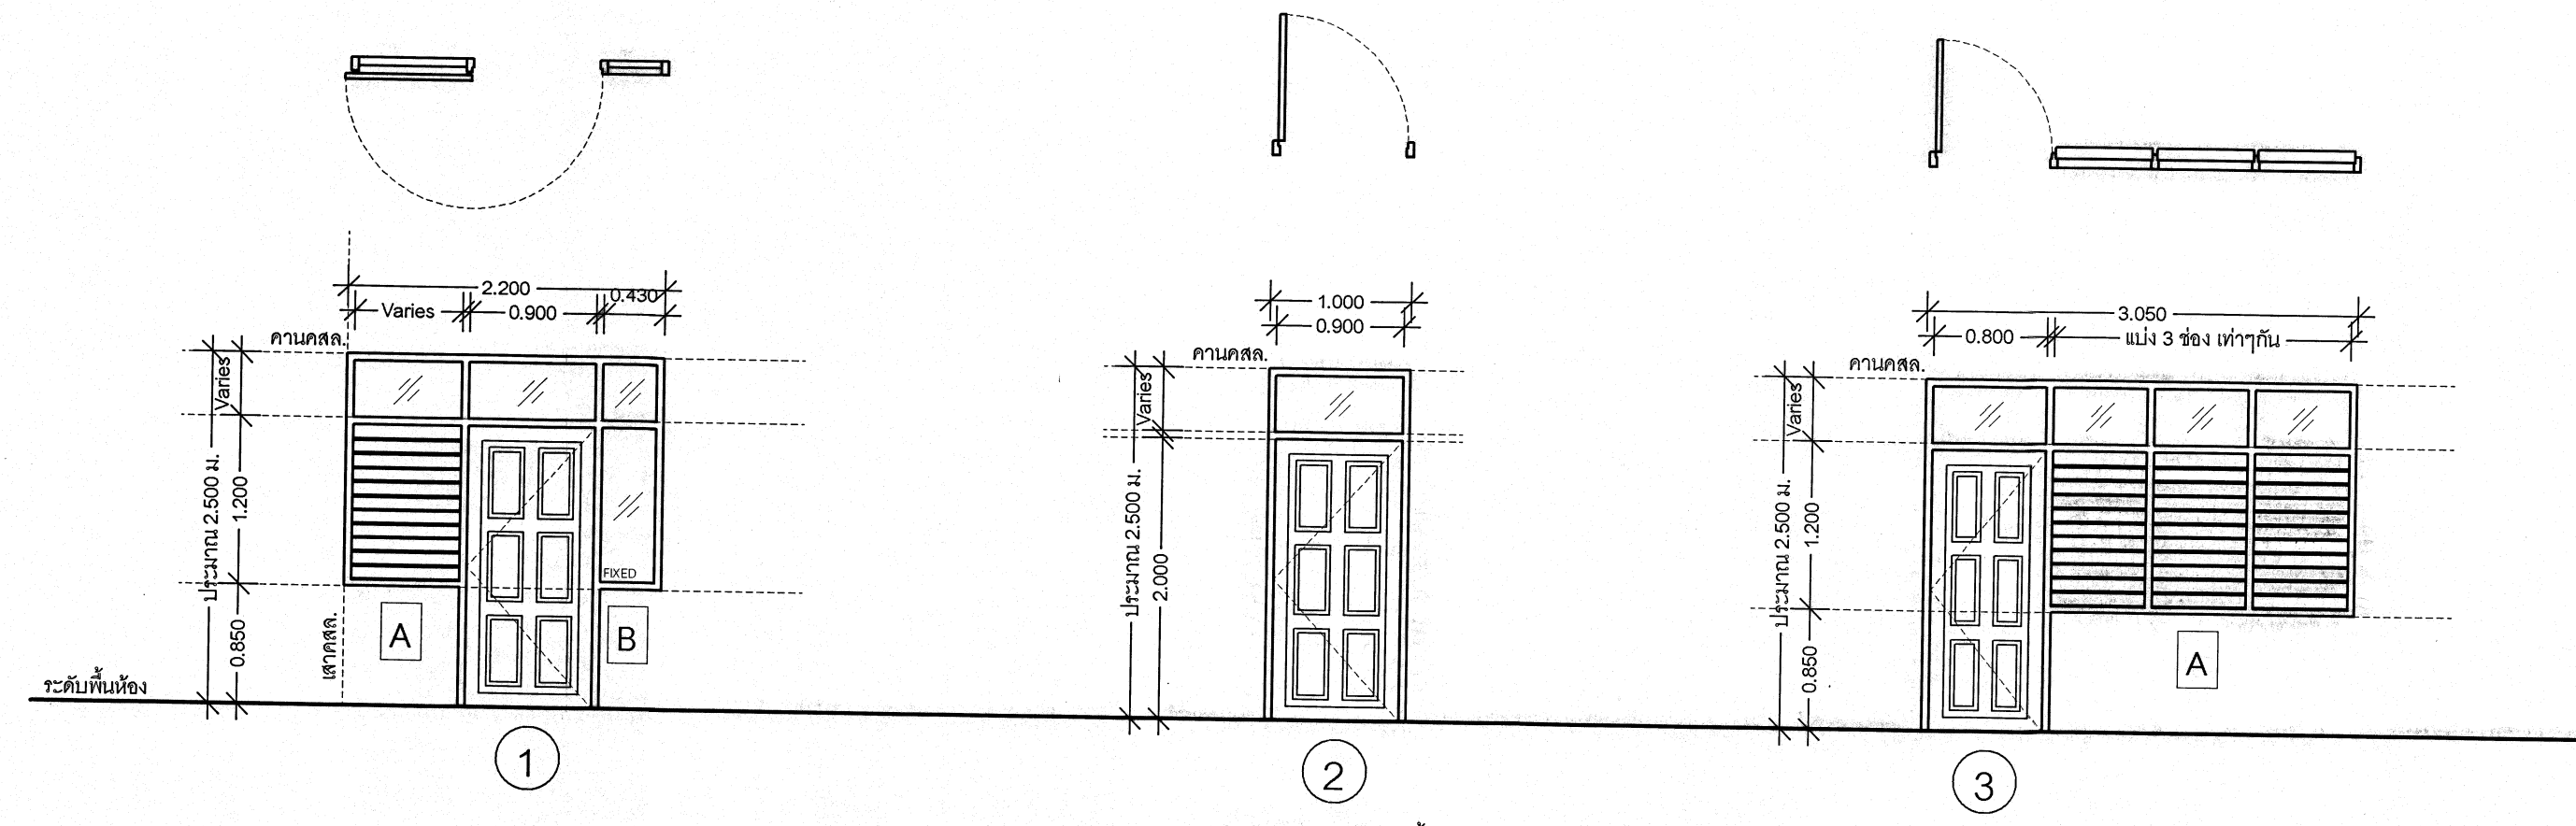 2.200
0.430
Varies
0.900
คานคสล.
Varies
ประมาณ 2.500 ม.
1.200
0.850
FIXED
A
B
เสาคสล.
ระดับพื้นห้อง
1
1.000
0.900
คานคสล.
Varies
ประมาณ 2.500 ม.
2.000
2
3.050
0.800
แบ่ง 3 ช่อง เท่าๆกัน
คานคสล.
Varies
ประมาณ 2.500 ม.
1.200
0.850
A
3